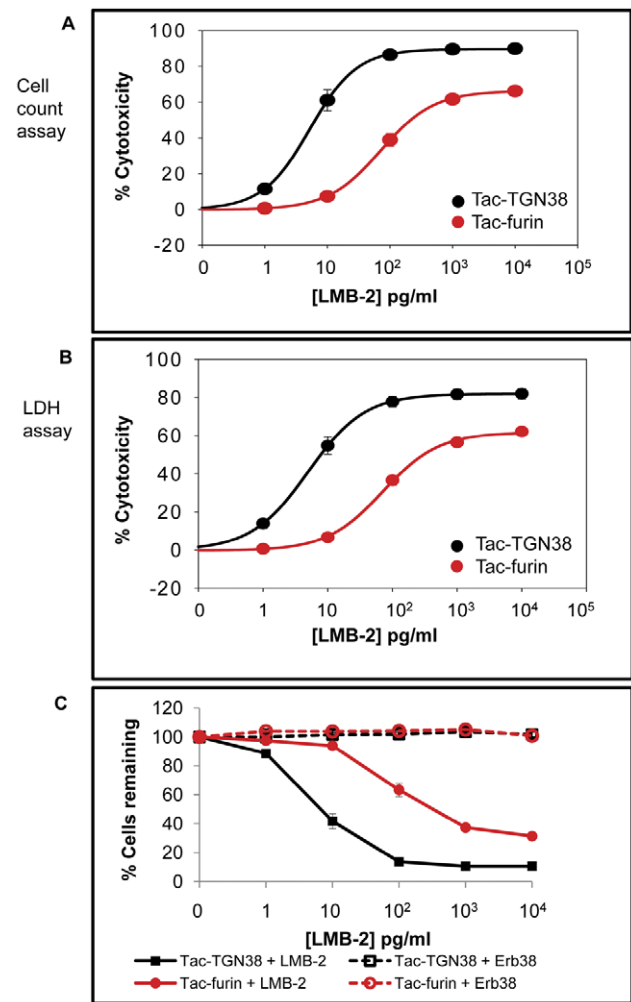 A
Cell
count
assay
% Cytotoxicity
100
80
60
40
20
0
-20
0 1 10 10² 10³ 10⁴ 10⁵
[LMB-2] pg/ml
Tac-TGN38
Tac-furin
B
LDH
assay
% Cytotoxicity
100
80
60
40
20
0
-20
0 1 10 10² 10³ 10⁴ 10⁵
[LMB-2] pg/ml
Tac-TGN38
Tac-furin
C
% Cells remaining
120
100
80
60
40
20
0
0 1 10 10² 10³ 10⁴
[LMB-2] pg/ml
Tac-TGN38 + LMB-2 Tac-TGN38 + Erb38
Tac-furin + LMB-2 Tac-furin + Erb38